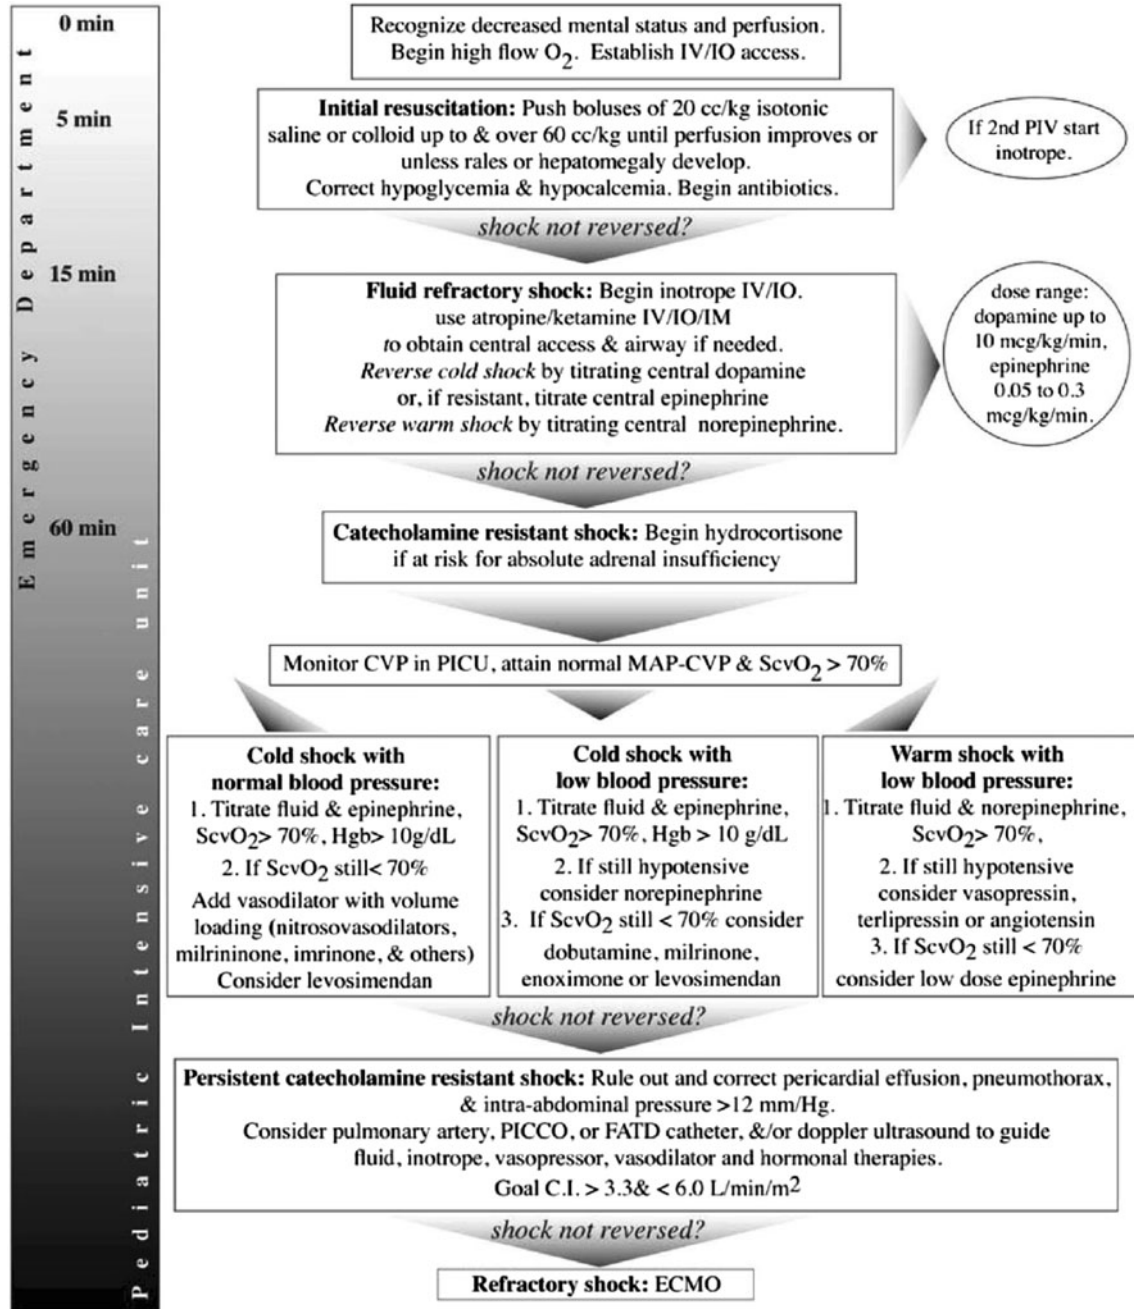 0 min
Recognize decreased mental status and perfusion.
Begin high flow O2. Establish IV/IO access.
5 min
Initial resuscitation: Push boluses of 20 cc/kg isotonic
saline or colloid up to & over 60 cc/kg until perfusion improves or
unless rales or hepatomegaly develop.
Correct hypoglycemia & hypocalcemia. Begin antibiotics.
If 2nd PIV start
inotrope.
shock not reversed?
15 min
Fluid refractory shock: Begin inotrope IV/IO.
use atropine/ketamine IV/IO/IM
to obtain central access & airway if needed.
Reverse cold shock by titrating central dopamine
or, if resistant, titrate central epinephrine
Reverse warm shock by titrating central norepinephrine.
dose range:
dopamine up to
10 mcg/kg/min,
epinephrine
0.05 to 0.3
mcg/kg/min.
shock not reversed?
60 min
Catecholamine resistant shock: Begin hydrocortisone
if at risk for absolute adrenal insufficiency
Monitor CVP in PICU, attain normal MAP-CVP & ScvO2 > 70%
Cold shock with
normal blood pressure:
1. Titrate fluid & epinephrine,
ScvO2> 70%, Hgb> 10g/dL
2. If ScvO2 still< 70%
Add vasodilator with volume
loading (nitrosovasodilators,
milrininone, imrinone, & others)
Consider levosimendan
Cold shock with
low blood pressure:
1. Titrate fluid & epinephrine,
ScvO2> 70%, Hgb > 10 g/dL
2. If still hypotensive
consider norepinephrine
3. If ScvO2 still < 70% consider
dobutamine, milrinone,
enoximone or levosimendan
Warm shock with
low blood pressure:
1. Titrate fluid & norepinephrine,
ScvO2> 70%,
2. If still hypotensive
consider vasopressin,
terlipressin or angiotensin
3. If ScvO2 still < 70%
consider low dose epinephrine
shock not reversed?
Persistent catecholamine resistant shock: Rule out and correct pericardial effusion, pneumothorax,
& intra-abdominal pressure >12 mm/Hg.
Consider pulmonary artery, PICCO, or FATD catheter, &/or doppler ultrasound to guide
fluid, inotrope, vasopressor, vasodilator and hormonal therapies.
Goal C.I. > 3.3& < 6.0 L/min/m2
shock not reversed?
Refractory shock: ECMO
Emergency Department
Pediatric Intensive care unit